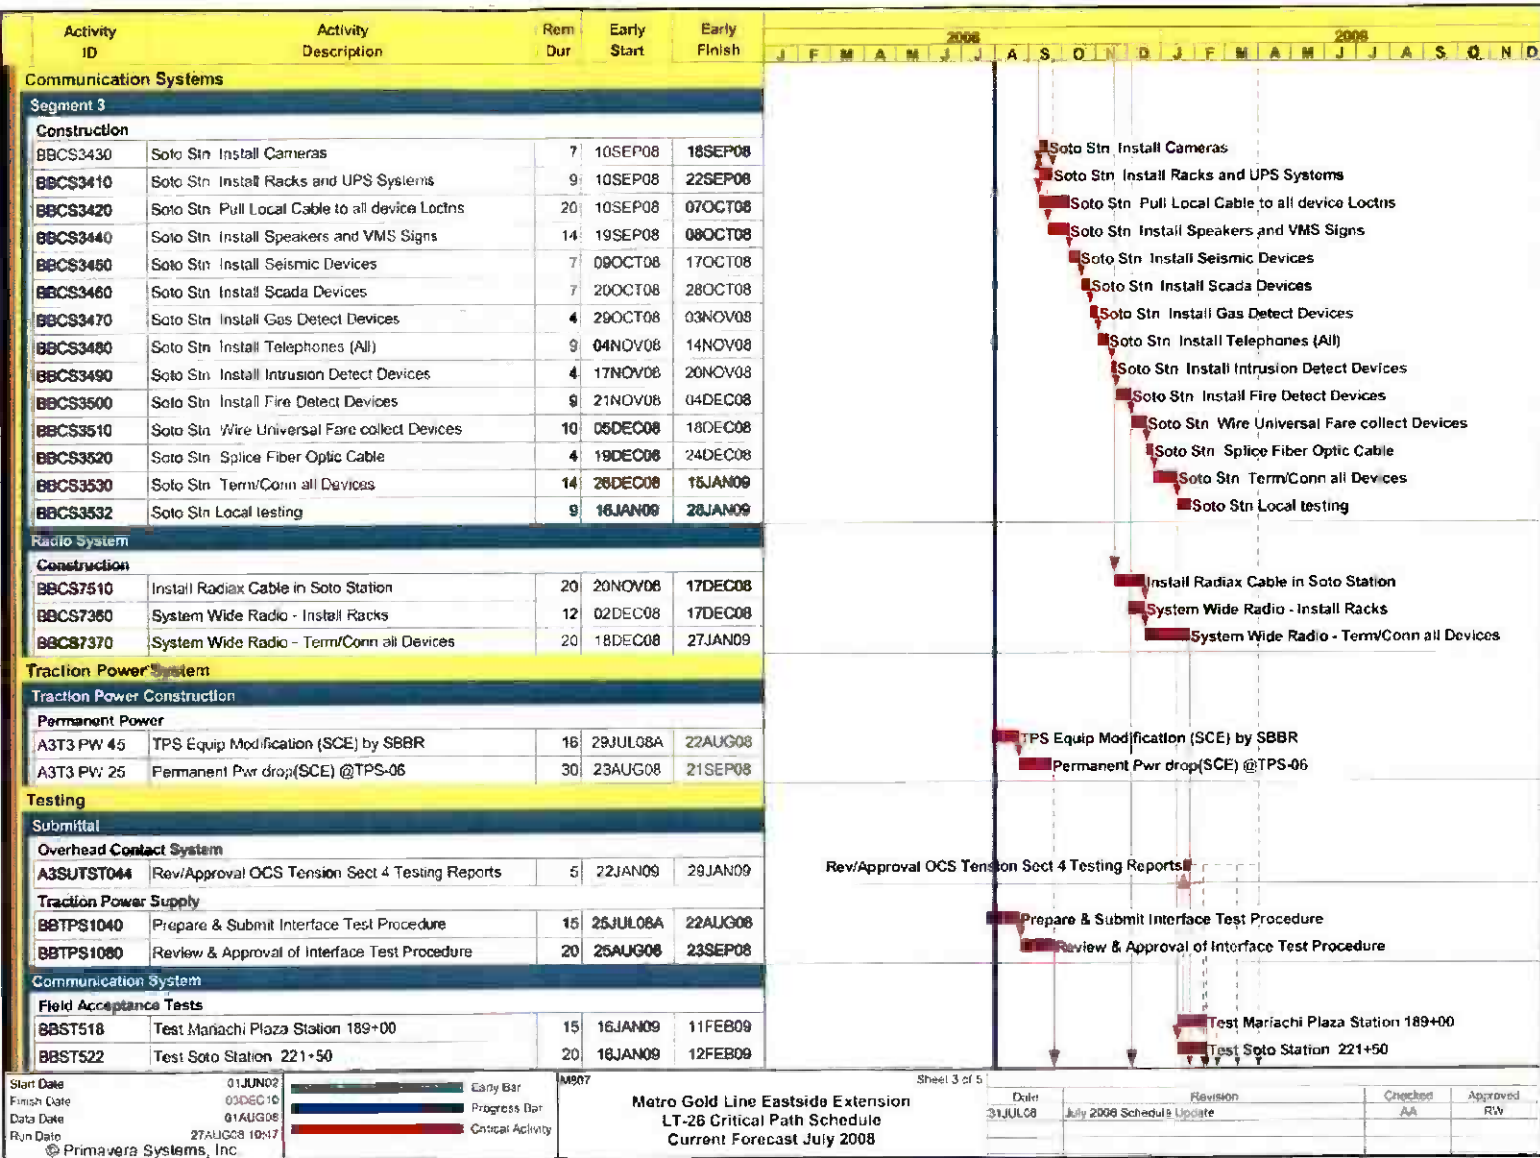 Activity ID Activity Description Rem Dur Early Start Early Finish 2008 2009
J F M A M J J A S O N D J F M A M J J A S O N D
Communication Systems
Segment 3
Construction
BBCS3430 Soto Stn Install Cameras 7 10SEP08 18SEP08 Soto Stn Install Cameras
BBCS3410 Soto Stn Install Racks and UPS Systems 9 10SEP08 22SEP08 Soto Stn Install Racks and UPS Systems
BBCS3420 Soto Stn Pull Local Cable to all device Loctns 20 10SEP08 07OCT08 Soto Stn Pull Local Cable to all device Loctns
BBCS3440 Soto Stn Install Speakers and VMS Signs 14 19SEP08 08OCT08 Soto Stn Install Speakers and VMS Signs
BBCS3450 Soto Stn Install Seismic Devices 7 09OCT08 17OCT08 Soto Stn Install Seismic Devices
BBCS3460 Soto Stn Install Scada Devices 7 20OCT08 28OCT08 Soto Stn Install Scada Devices
BBCS3470 Soto Stn Install Gas Detect Devices 4 29OCT08 03NOV08 Soto Stn Install Gas Detect Devices
BBCS3480 Soto Stn Install Telephones (All) 9 04NOV08 14NOV08 Soto Stn Install Telephones (All)
BBCS3490 Soto Stn Install Intrusion Detect Devices 4 17NOV08 20NOV08 Soto Stn Install Intrusion Detect Devices
BBCS3500 Soto Stn Install Fire Detect Devices 9 21NOV08 04DEC08 Soto Stn Install Fire Detect Devices
BBCS3510 Soto Stn Wire Universal Fare collect Devices 10 05DEC08 18DEC08 Soto Stn Wire Universal Fare collect Devices
BBCS3520 Soto Stn Splice Fiber Optic Cable 4 19DEC08 24DEC08 Soto Stn Splice Fiber Optic Cable
BBCS3530 Soto Stn Term/Conn all Devices 14 26DEC08 15JAN09 Soto Stn Term/Conn all Devices
BBCS3532 Soto Stn Local testing 9 16JAN09 28JAN09 Soto Stn Local testing
Radio System
Construction
BBCS7510 Install Radiax Cable in Soto Station 20 20NOV08 17DEC08 Install Radiax Cable in Soto Station
BBCS7360 System Wide Radio - Install Racks 12 02DEC08 17DEC08 System Wide Radio - Install Racks
BBCS7370 System Wide Radio - Term/Conn all Devices 20 18DEC08 27JAN09 System Wide Radio - Term/Conn all Devices
Traction Power System
Traction Power Construction
Permanent Power
A3T3 PW 45 TPS Equip Modification (SCE) by SBBR 16 29JUL08A 22AUG08 TPS Equip Modification (SCE) by SBBR
A3T3 PW 25 Permanent Pwr drop(SCE) @TPS-06 30 23AUG08 21SEP08 Permanent Pwr drop(SCE) @TPS-06
Testing
Submittal
Overhead Contact System
A3SUTST044 Rev/Approval OCS Tension Sect 4 Testing Reports 5 22JAN09 29JAN09 Rev/Approval OCS Tension Sect 4 Testing Reports
Traction Power Supply
BBTPS1040 Prepare & Submit Interface Test Procedure 15 25JUL08A 22AUG08 Prepare & Submit Interface Test Procedure
BBTPS1080 Review & Approval of Interface Test Procedure 20 25AUG08 23SEP08 Review & Approval of Interface Test Procedure
Communication System
Field Acceptance Tests
BBST518 Test Mariachi Plaza Station 189+00 15 16JAN09 11FEB09 Test Mariachi Plaza Station 189+00
BBST522 Test Soto Station 221+50 20 16JAN09 12FEB09 Test Soto Station 221+50
Start Date 01JUN02
Finish Date 03DEC10
Data Date 01AUG08
Run Date 27AUG08 10:47
© Primavera Systems, Inc
Early Bar
Progress Bar
Critical Activity
M807 Sheet 3 of 5
Metro Gold Line Eastside Extension
LT-26 Critical Path Schedule
Current Forecast July 2008
Date Revision Checked Approved
31JUL08 July 2008 Schedule Update AA RW